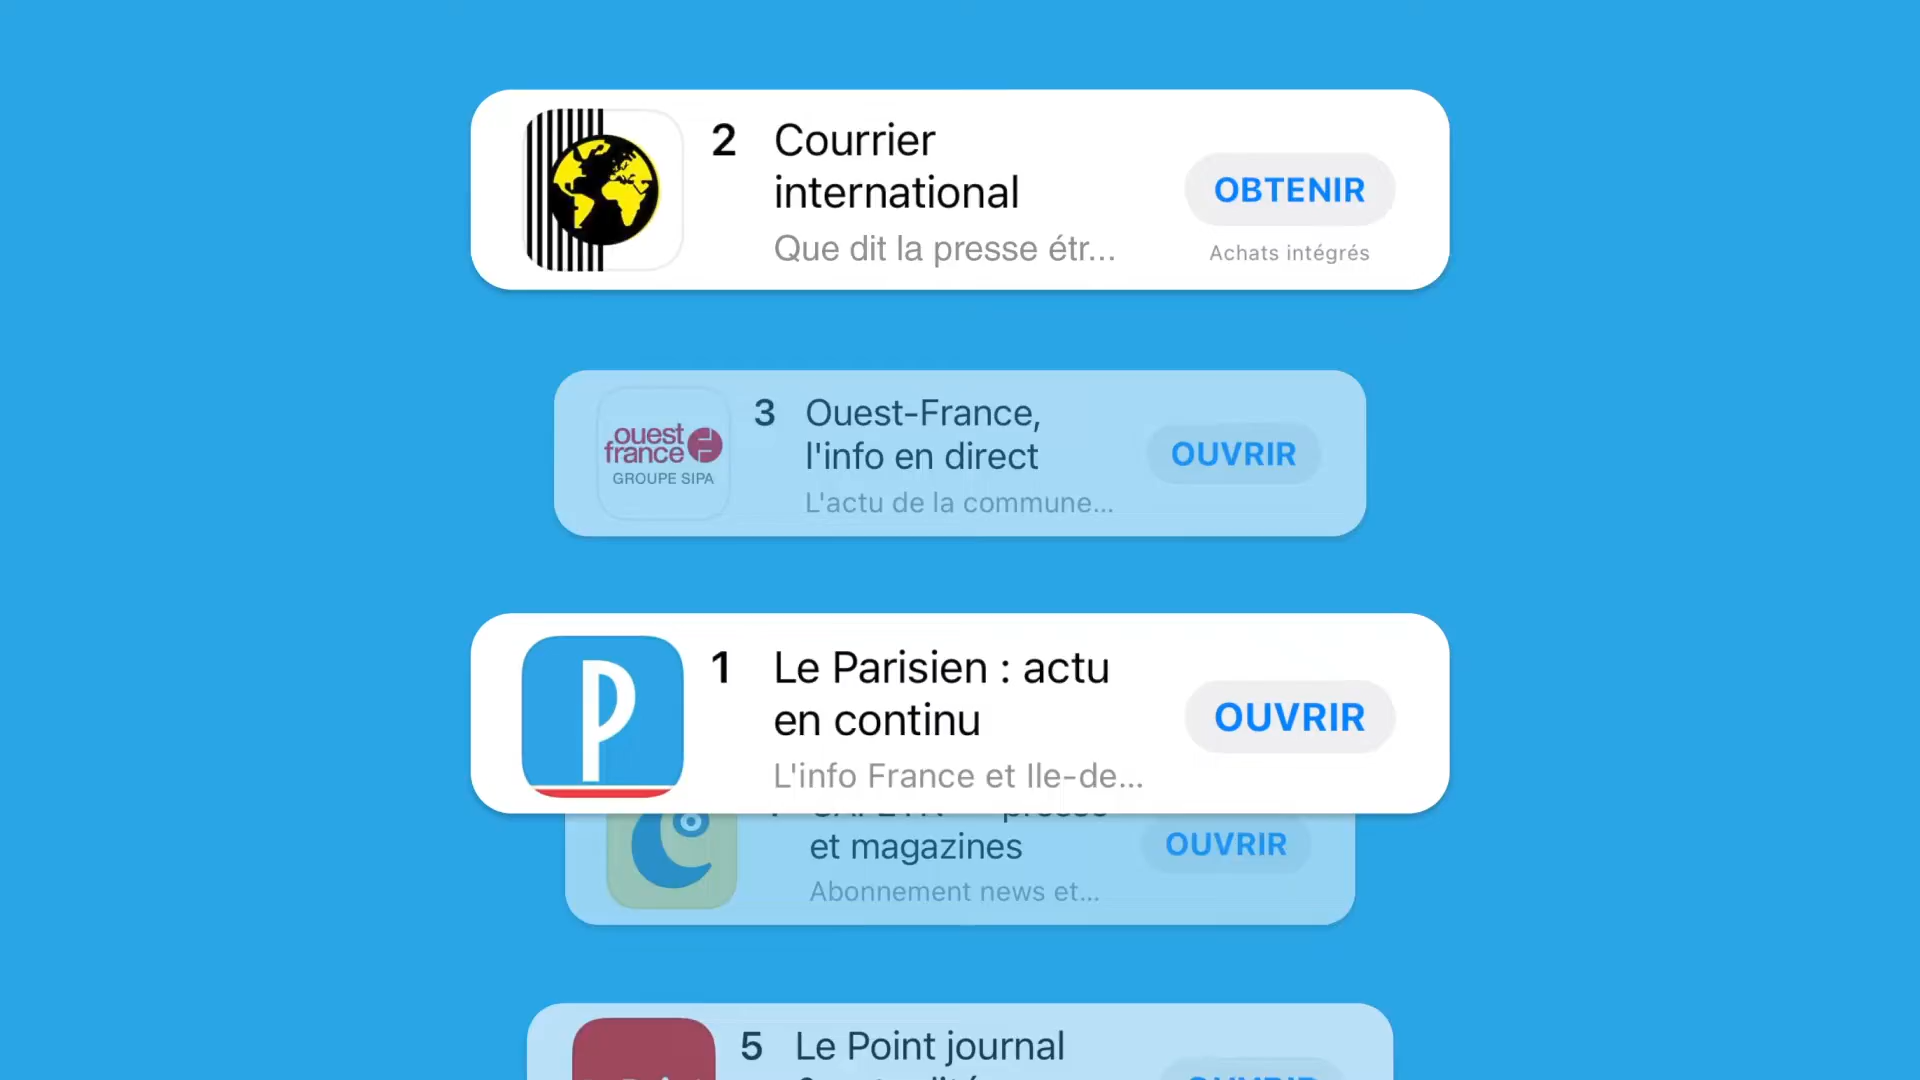 2 Courrier
international
Que dit la presse étr...
OBTENIR
Achats intégrés
ouest
france
GROUPE SIPA
3 Ouest-France,
l'info en direct
L'actu de la commune...
OUVRIR
P
1 Le Parisien : actu
en continu
L'info France et Ile-de...
OUVRIR
et magazines
Abonnement news et...
OUVRIR
5 Le Point journal